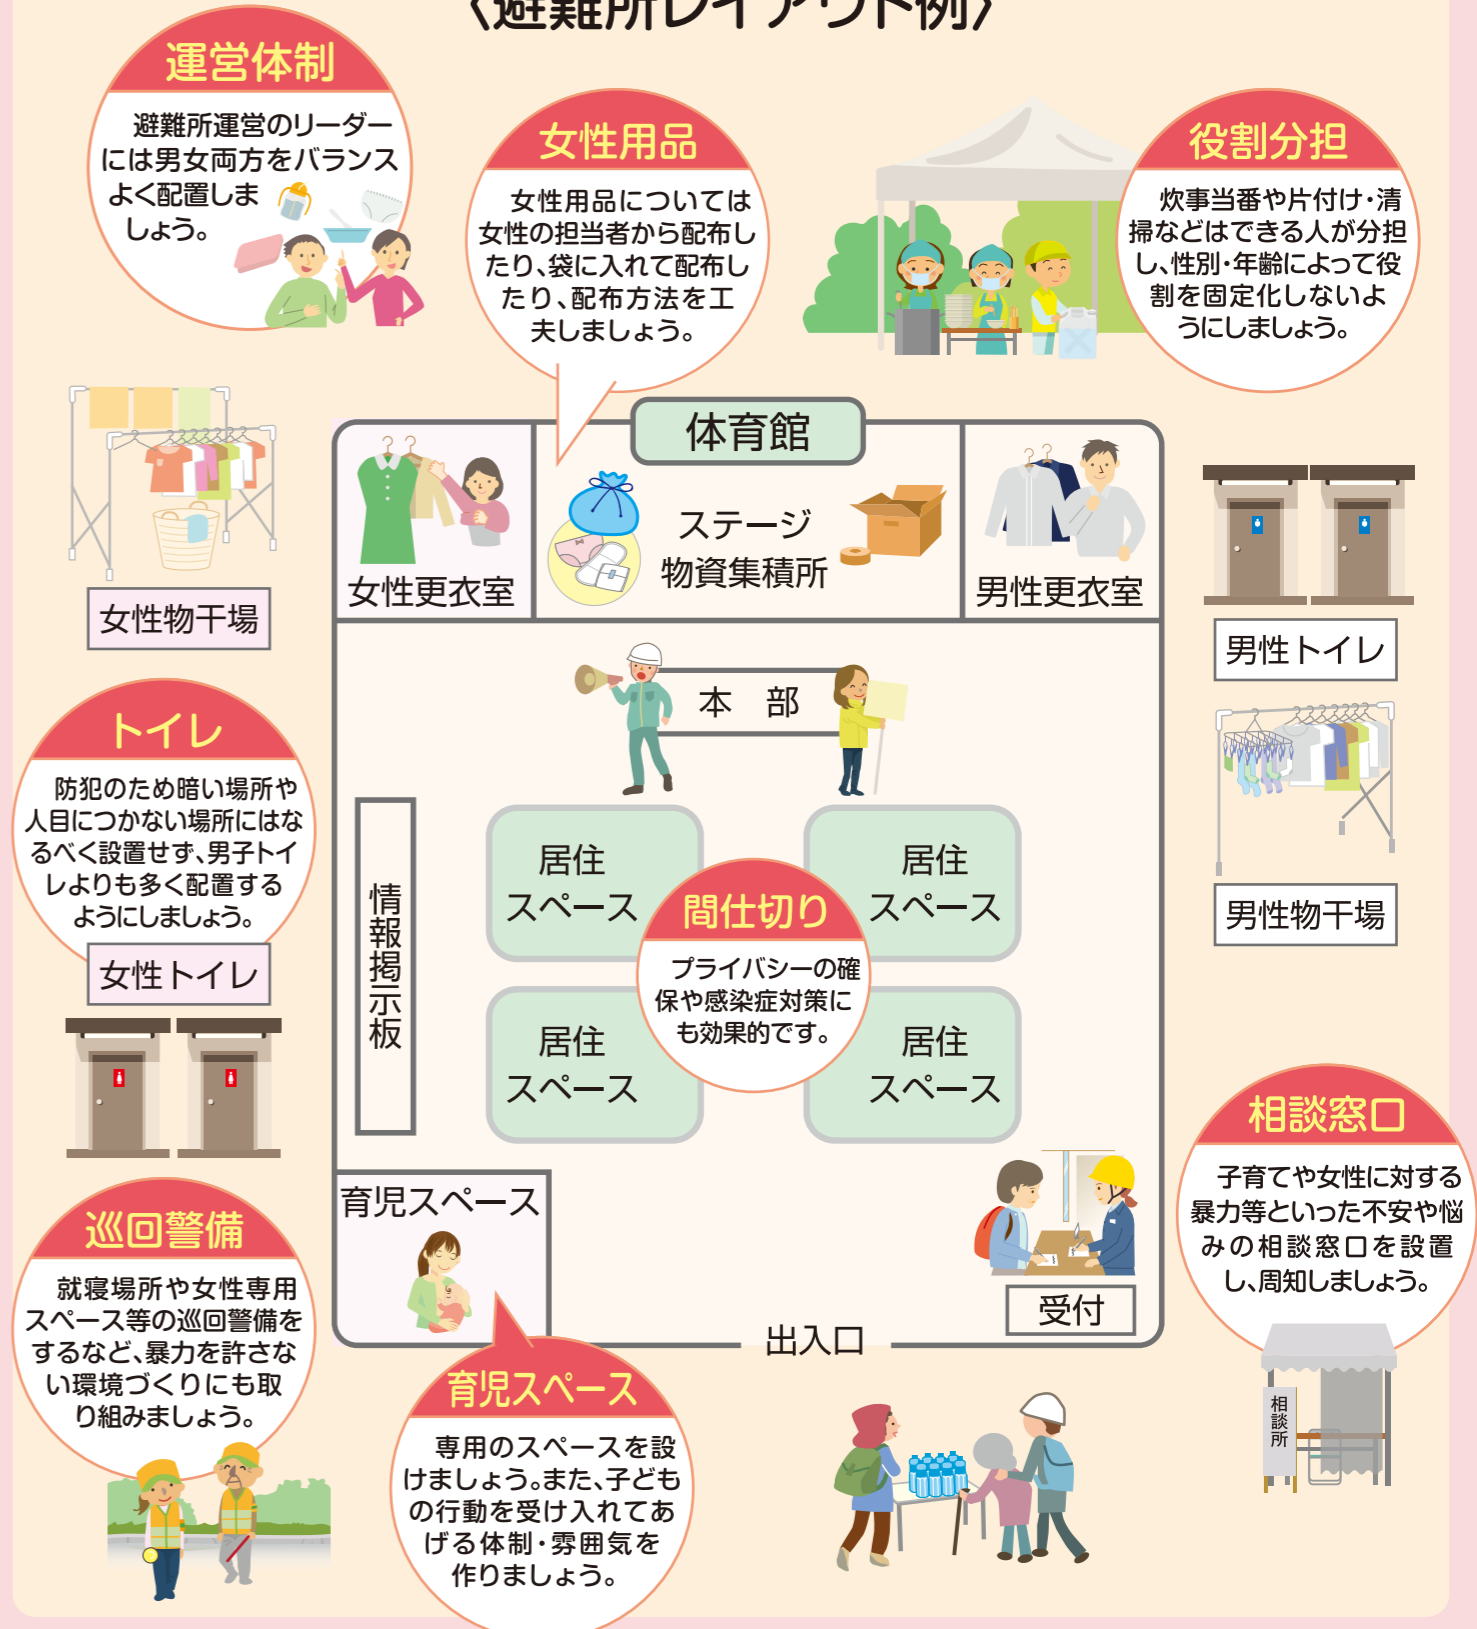 〈避難所レイアウト例〉
運営体制
避難所運営のリーダー
には男女両方をバランス
よく配置しま
しょう。
女性用品
女性用品については
女性の担当者から配布し
たり、袋に入れて配布し
たり、配布方法を工
夫しましょう。
役割分担
炊事当番や片付け・清
掃などはできる人が分担
し、性別・年齢によって役
割を固定化しないよ
うにしましょう。
体育館
女性更衣室
ステージ
物資集積所
男性更衣室
女性物干場
男性トイレ
本　部
トイレ
防犯のため暗い場所や
人目につかない場所にはな
るべく設置せず、男子トイ
レよりも多く配置する
ようにしましょう。
女性トイレ
情報掲示板
居住
スペース
居住
スペース
間仕切り
プライバシーの確
保や感染症対策に
も効果的です。
居住
スペース
居住
スペース
男性物干場
巡回警備
就寝場所や女性専用
スペース等の巡回警備を
するなど、暴力を許さな
い環境づくりにも取
り組みましょう。
育児スペース
育児スペース
専用のスペースを設
けましょう。また、子ども
の行動を受け入れてあ
げる体制・雰囲気を
作りましょう。
出入口
受付
相談窓口
子育てや女性に対する
暴力等といった不安や悩
みの相談窓口を設置
し、周知しましょう。
相談所